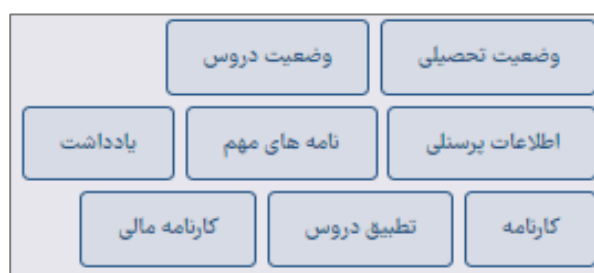 وضعیت تحصیلی وضعیت دروس
اطلاعات پرسنلی نامه های مهم یادداشت
کارنامه تطبیق دروس کارنامه مالی